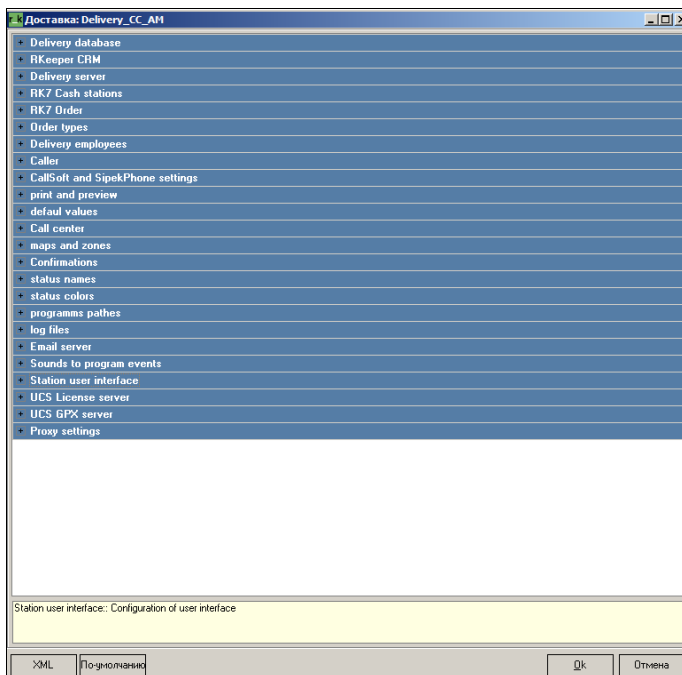 r_k Доставка: Delivery_CC_AM
Delivery database
RKeeper CRM
Delivery server
RK7 Cash stations
RK7 Order
Order types
Delivery employees
Caller
CallSoft and SipekPhone settings
print and preview
defaul values
Call center
maps and zones
Confirmations
status names
status colors
programms pathes
log files
Email server
Sounds to program events
Station user interface
UCS License server
UCS GPX server
Proxy settings
Station user interface:: Configuration of user interface
XML По-умолчанию Ok Отмена